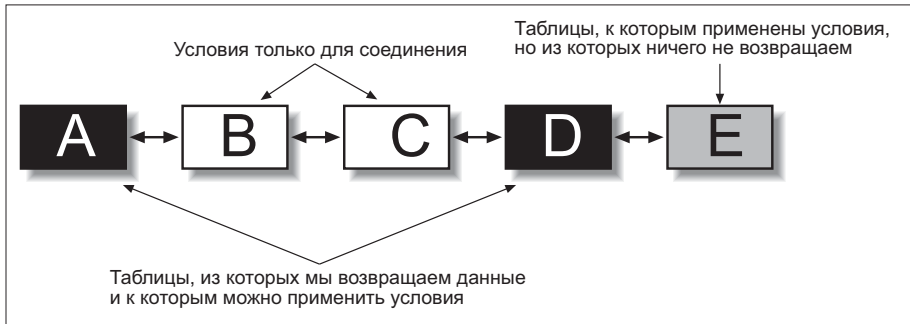 Таблицы, к которым применены условия,
но из которых ничего не возвращаем
Условия только для соединения
A B C D E
Таблицы, из которых мы возвращаем данные
и к которым можно применить условия